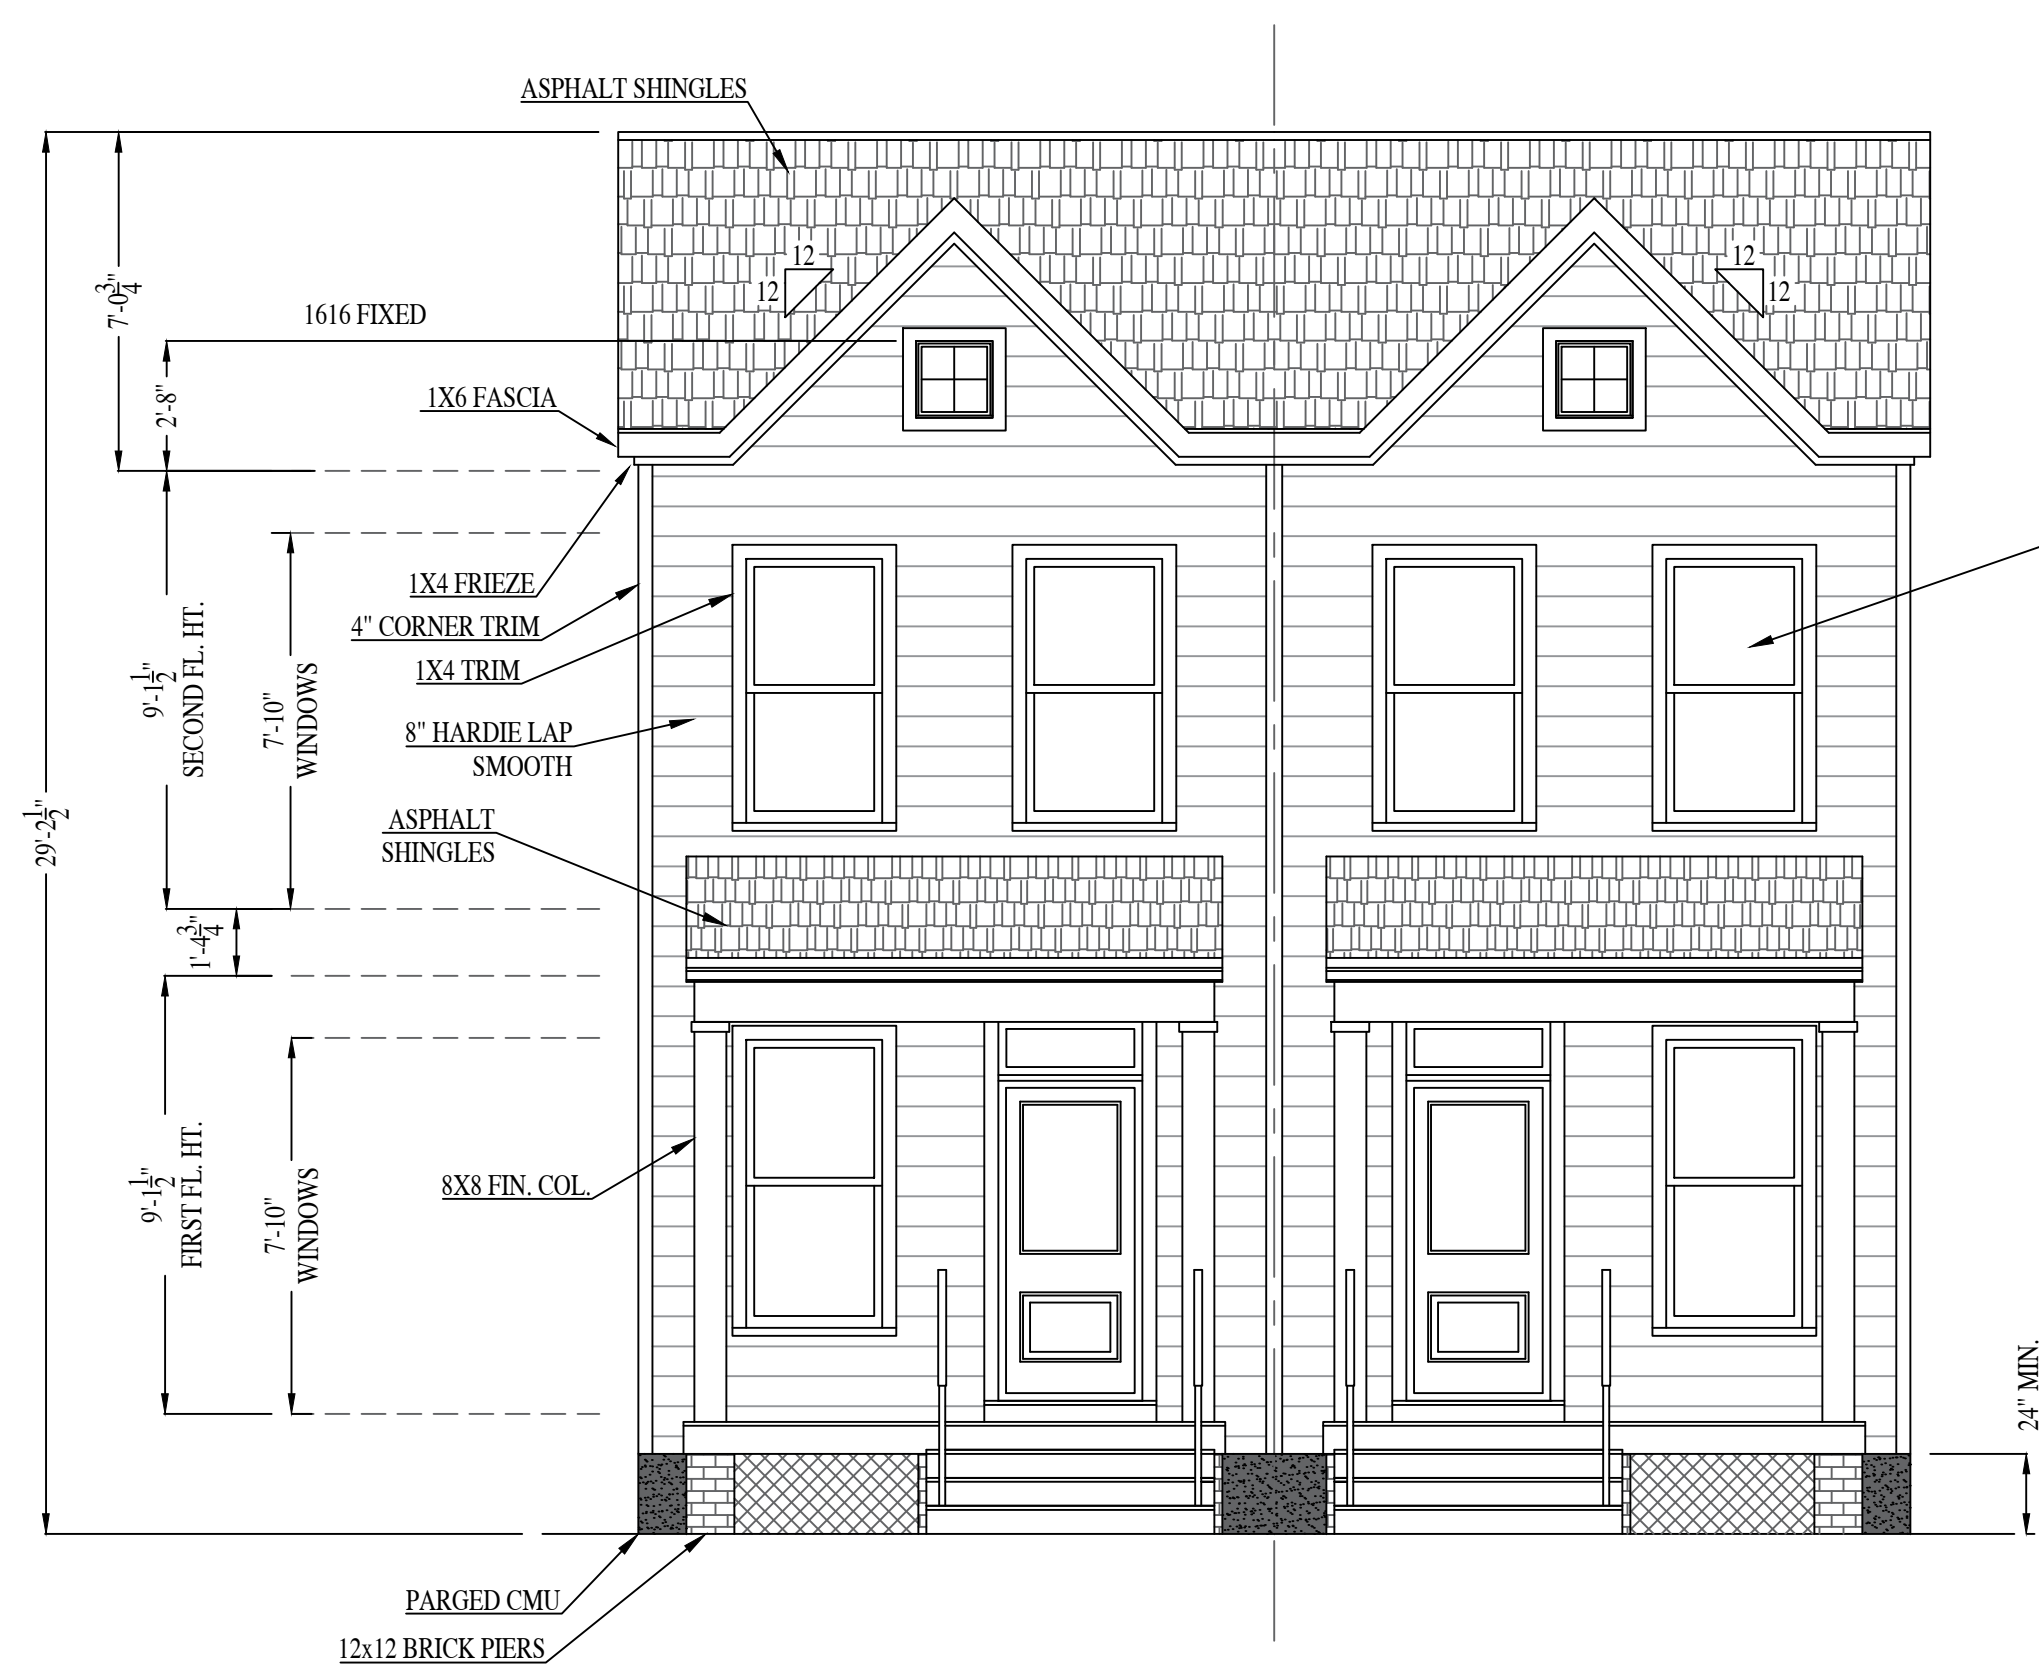 ASPHALT SHINGLES
12
12
12
12
7'-0 3/4"
1616 FIXED
2'-8"
1X6 FASCIA
1X4 FRIEZE
4" CORNER TRIM
1X4 TRIM
9'-1 1/2"
SECOND FL. HT.
7'-10"
WINDOWS
8" HARDIE LAP
SMOOTH
29'-2 1/2"
ASPHALT
SHINGLES
1'-4 3/4"
9'-1 1/2"
FIRST FL. HT.
7'-10"
WINDOWS
8X8 FIN. COL.
24" MIN.
PARGED CMU
12x12 BRICK PIERS